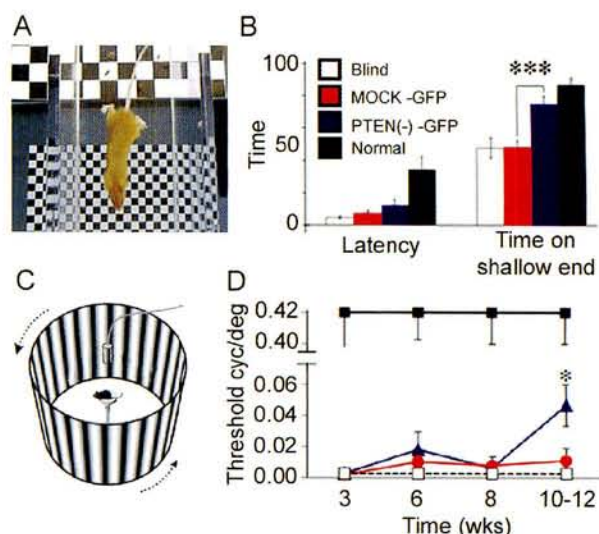 A
B
100
50
0
Time
Blind
MOCK -GFP
PTEN(-) -GFP
Normal
***
Latency
Time on
shallow end
C
D
Threshold cyc/deg
0.42
0.40
0.06
0.04
0.02
0.00
*
3 6 8 10-12
Time (wks)